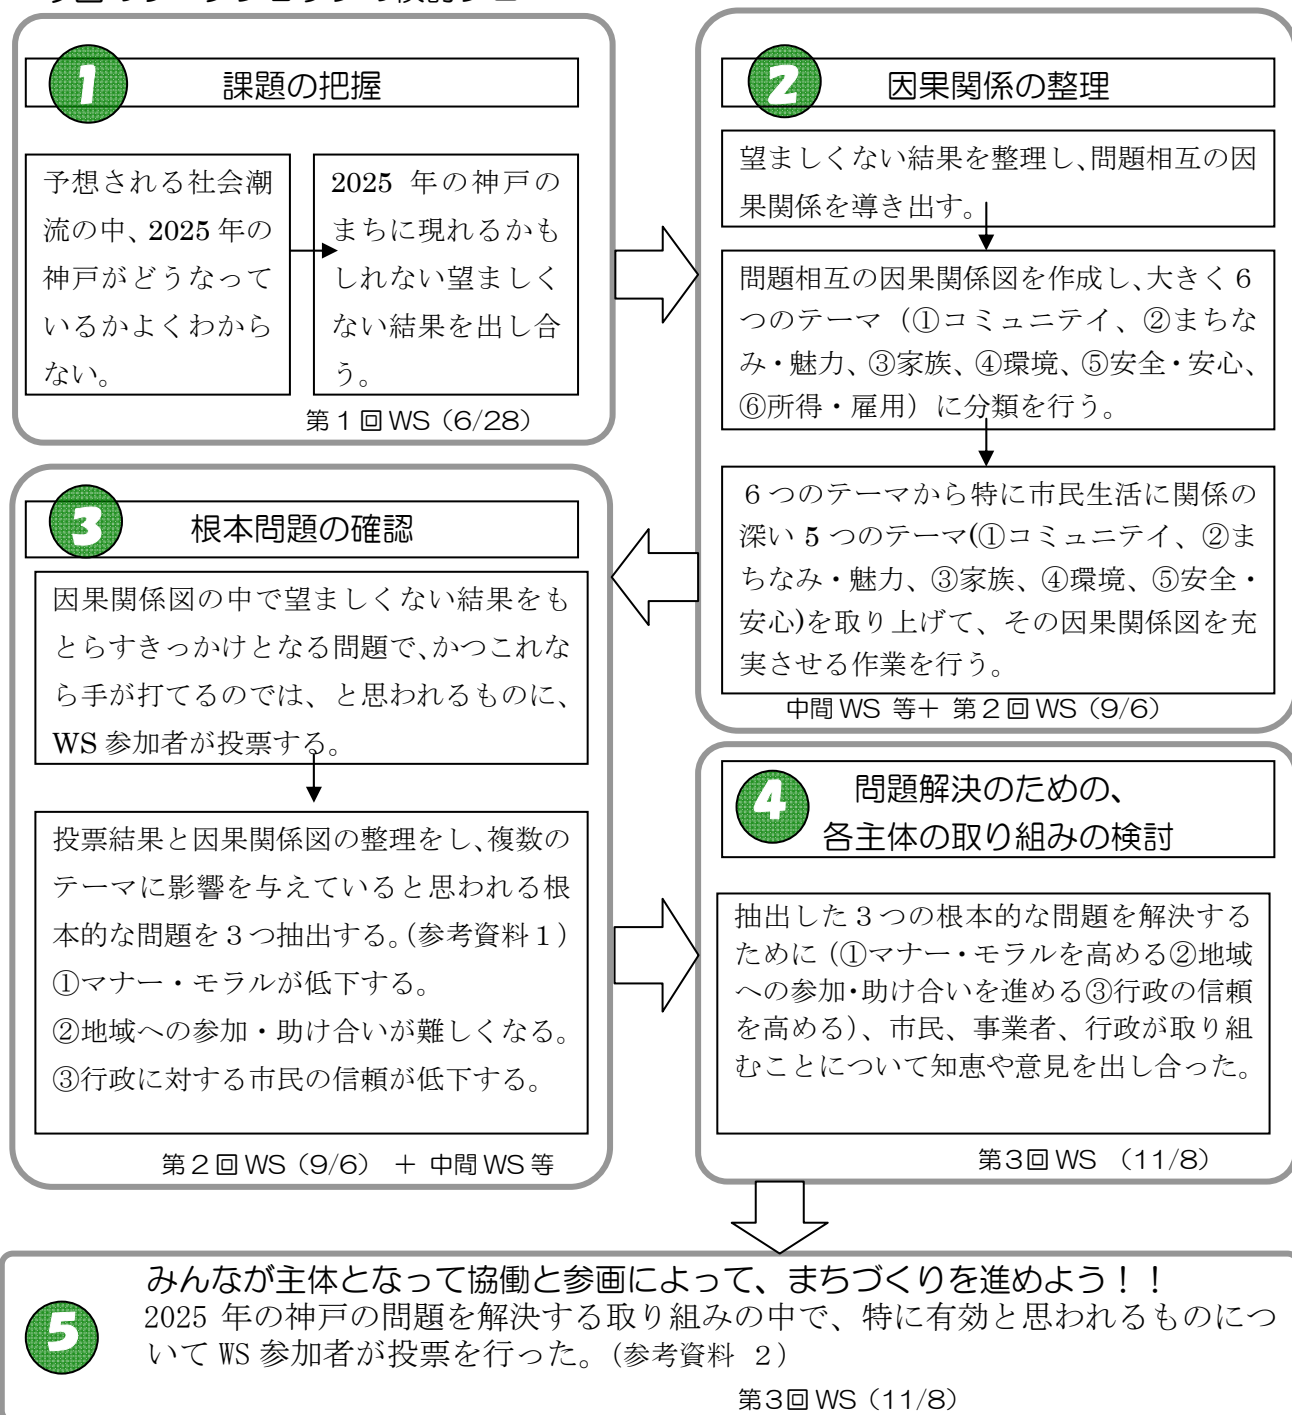 1
課題の把握
予想される社会潮
流の中、2025 年の
神戸がどうなって
いるかよくわから
ない。
2025 年の神戸の
まちに現れるかも
しれない望ましく
ない結果を出し合
う。
第1回WS（6/28）
2
因果関係の整理
望ましくない結果を整理し、問題相互の因
果関係を導き出す。
問題相互の因果関係図を作成し、大きく６
つのテーマ（①コミュニテイ、②まちな
み・魅力、③家族、④環境、⑤安全・安心、
⑥所得・雇用）に分類を行う。
６つのテーマから特に市民生活に関係の
深い 5 つのテーマ(①コミュニテイ、②ま
ちなみ・魅力、③家族、④環境、⑤安全・
安心)を取り上げて、その因果関係図を充
実させる作業を行う。
中間 WS 等＋ 第２回 WS（9/6）
3
根本問題の確認
因果関係図の中で望ましくない結果をも
とらすきっかけとなる問題で、かつこれな
ら手が打てるのでは、と思われるものに、
WS 参加者が投票する。
投票結果と因果関係図の整理をし、複数の
テーマに影響を与えていると思われる根
本的な問題を３つ抽出する。（参考資料１）
①マナー・モラルが低下する。
②地域への参加・助け合いが難しくなる。
③行政に対する市民の信頼が低下する。
第２回 WS（9/6） ＋ 中間 WS 等
4
問題解決のための、
各主体の取り組みの検討
抽出した３つの根本的な問題を解決する
ために（①マナー・モラルを高める②地域
への参加・助け合いを進める③行政の信頼
を高める）、市民、事業者、行政が取り組
むことについて知恵や意見を出し合った。
第3回 WS （11/8）
5
みんなが主体となって協働と参画によって、まちづくりを進めよう！！
2025 年の神戸の問題を解決する取り組みの中で、特に有効と思われるものにつ
いて WS 参加者が投票を行った。（参考資料 ２）
第3回 WS（11/8）